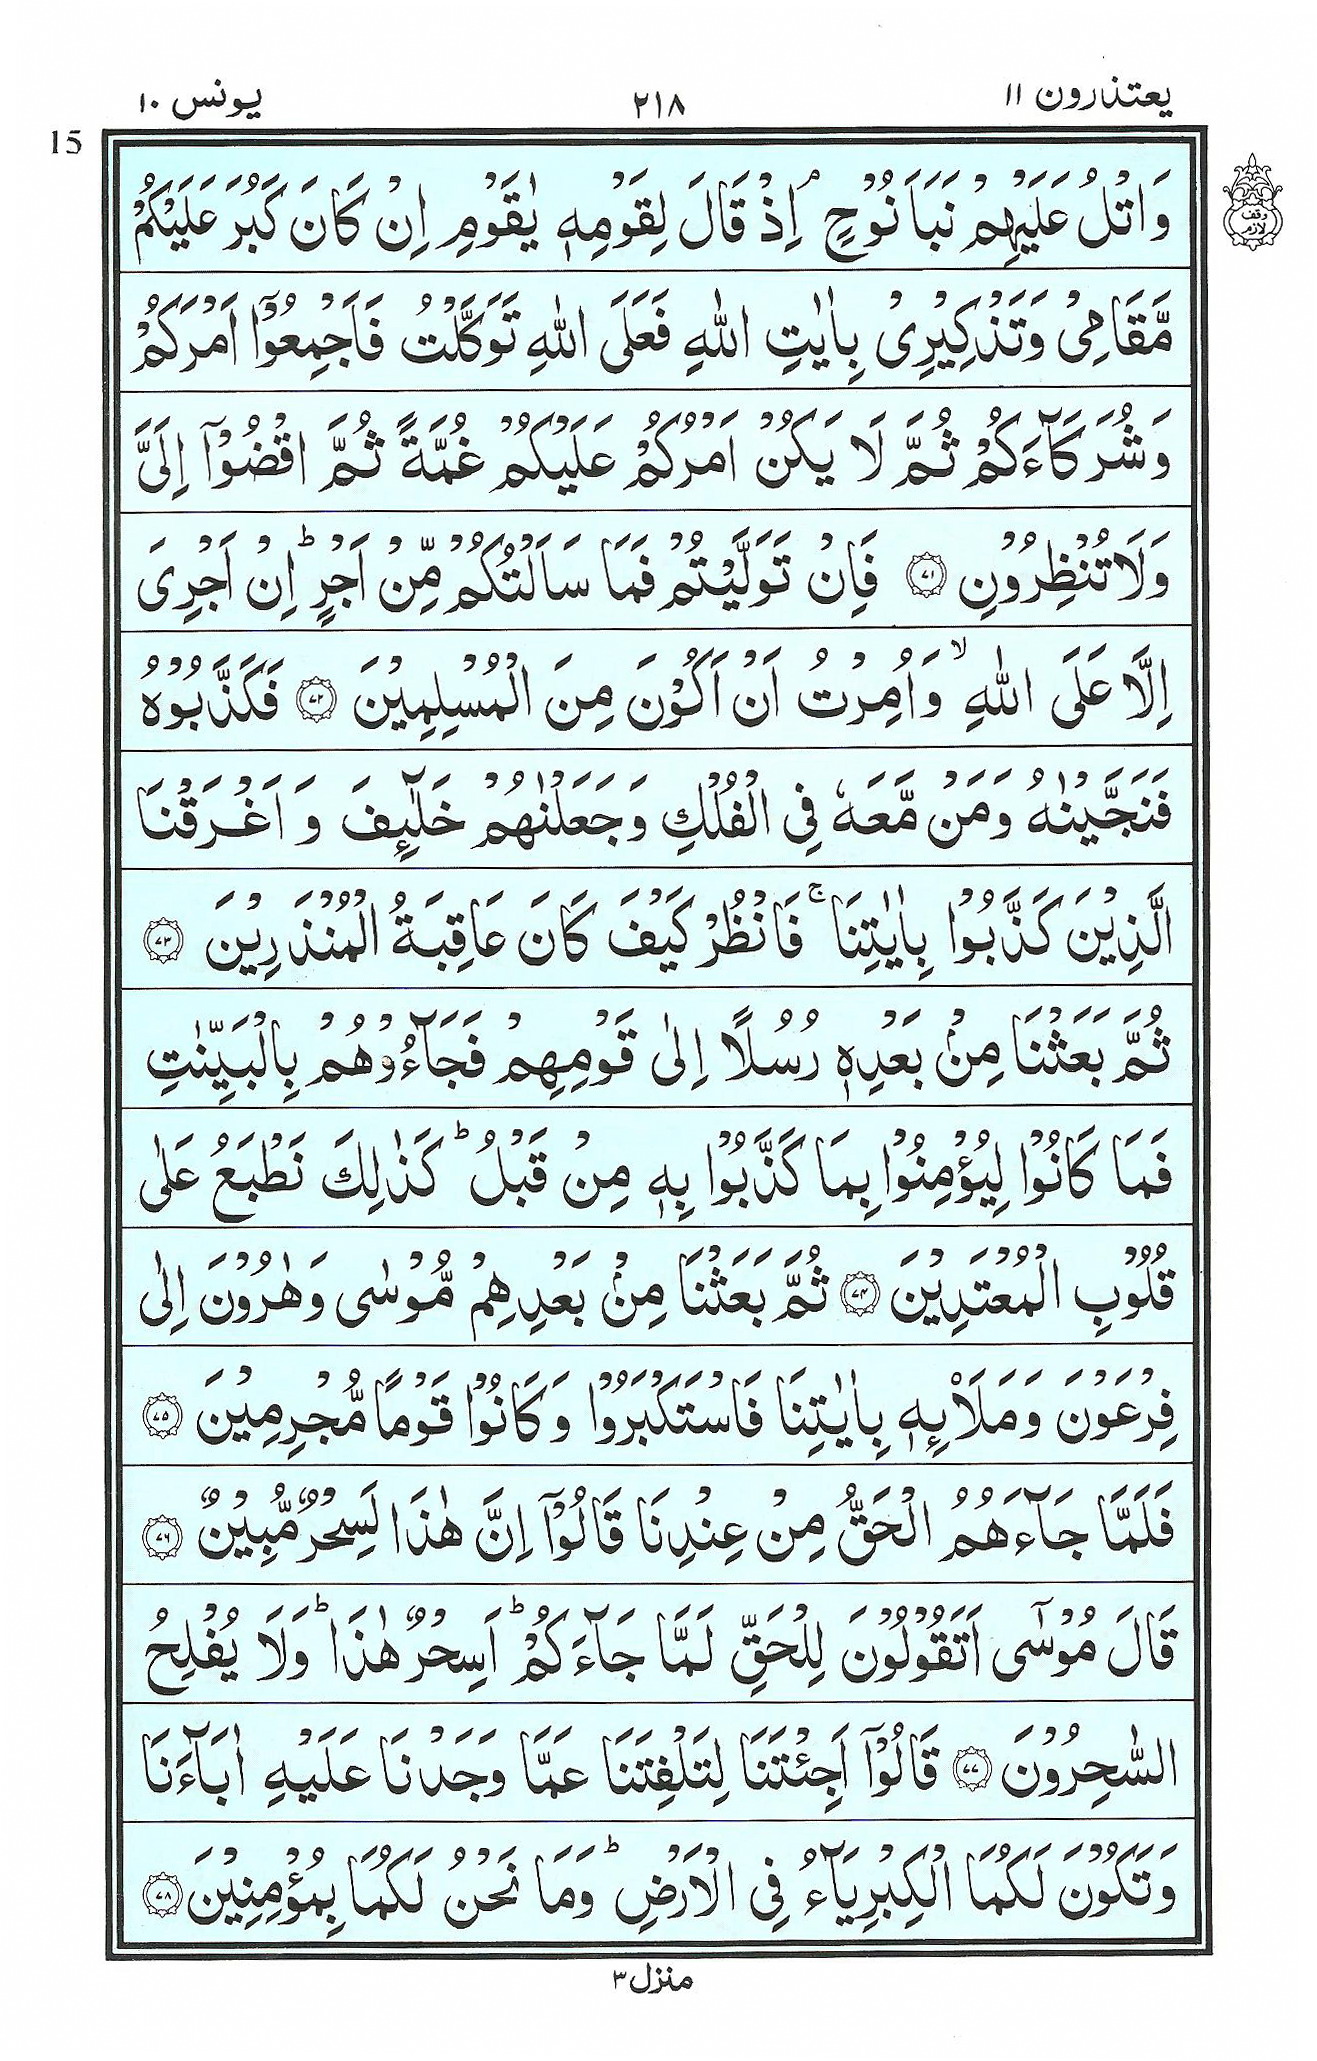 يعتذرون ١١
٢١٨
يونس ١٠
15
وقف لازم
وَاتْلُ عَلَيْهِمْ نَبَاَ نُوْحٍ ۘ اِذْ قَالَ لِقَوْمِهٖ يٰقَوْمِ اِنْ كَانَ كَبُرَ عَلَيْكُمْ
مَّقَامِىْ وَتَذْكِيْرِىْ بِاٰيٰتِ اللّٰهِ فَعَلَى اللّٰهِ تَوَكَّلْتُ فَاَجْمِعُوْٓا اَمْرَكُمْ
وَشُرَكَآءَكُمْ ثُمَّ لَا يَكُنْ اَمْرُكُمْ عَلَيْكُمْ غُمَّةً ثُمَّ اقْضُوْٓا اِلَىَّ
وَلَا تُنْظِرُوْنِ ﴿٧١﴾ فَاِنْ تَوَلَّيْتُمْ فَمَا سَاَلْتُكُمْ مِّنْ اَجْرٍ ؕ اِنْ اَجْرِىَ
اِلَّا عَلَى اللّٰهِ ۙ وَاُمِرْتُ اَنْ اَكُوْنَ مِنَ الْمُسْلِمِيْنَ ﴿٧٢﴾ فَكَذَّبُوْهُ
فَنَجَّيْنٰهُ وَمَنْ مَّعَهٗ فِى الْفُلْكِ وَجَعَلْنٰهُمْ خَلٰٓئِفَ وَاَغْرَقْنَا
الَّذِيْنَ كَذَّبُوْا بِاٰيٰتِنَا ۚ فَانْظُرْ كَيْفَ كَانَ عَاقِبَةُ الْمُنْذَرِيْنَ ﴿٧٣﴾
ثُمَّ بَعَثْنَا مِنْۢ بَعْدِهٖ رُسُلًا اِلٰى قَوْمِهِمْ فَجَآءُوْهُمْ بِالْبَيِّنٰتِ
فَمَا كَانُوْا لِيُؤْمِنُوْا بِمَا كَذَّبُوْا بِهٖ مِنْ قَبْلُ ؕ كَذٰلِكَ نَطْبَعُ عَلٰى
قُلُوْبِ الْمُعْتَدِيْنَ ﴿٧٤﴾ ثُمَّ بَعَثْنَا مِنْۢ بَعْدِهِمْ مُّوْسٰى وَهٰرُوْنَ اِلٰى
فِرْعَوْنَ وَمَلَا۟ئِهٖ بِاٰيٰتِنَا فَاسْتَكْبَرُوْا وَكَانُوْا قَوْمًا مُّجْرِمِيْنَ ﴿٧٥﴾
فَلَمَّا جَآءَهُمُ الْحَقُّ مِنْ عِنْدِنَا قَالُوْٓا اِنَّ هٰذَا لَسِحْرٌ مُّبِيْنٌ ﴿٧٦﴾
قَالَ مُوْسٰٓى اَتَقُوْلُوْنَ لِلْحَقِّ لَمَّا جَآءَكُمْ ؕ اَسِحْرٌ هٰذَا ؕ وَلَا يُفْلِحُ
السّٰحِرُوْنَ ﴿٧٧﴾ قَالُوْٓا اَجِئْتَنَا لِتَلْفِتَنَا عَمَّا وَجَدْنَا عَلَيْهِ اٰبَآءَنَا
وَتَكُوْنَ لَكُمَا الْكِبْرِيَآءُ فِى الْاَرْضِ ؕ وَمَا نَحْنُ لَكُمَا بِمُؤْمِنِيْنَ ﴿٧٨﴾
منزل ٣